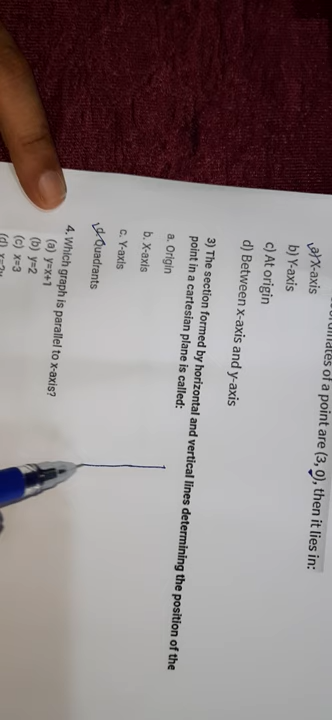 ordinates of a point are (3, 0), then it lies in:
a) X-axis
b) Y-axis
c) At origin
d) Between x-axis and y-axis
3) The section formed by horizontal and vertical lines determining the position of the
point in a cartesian plane is called:
a. Origin
b. X-axis
c. Y-axis
d. Quadrants
4. Which graph is parallel to x-axis?
(a) y=x+1
(b) y=2
(c) x=3
(d) x=2y